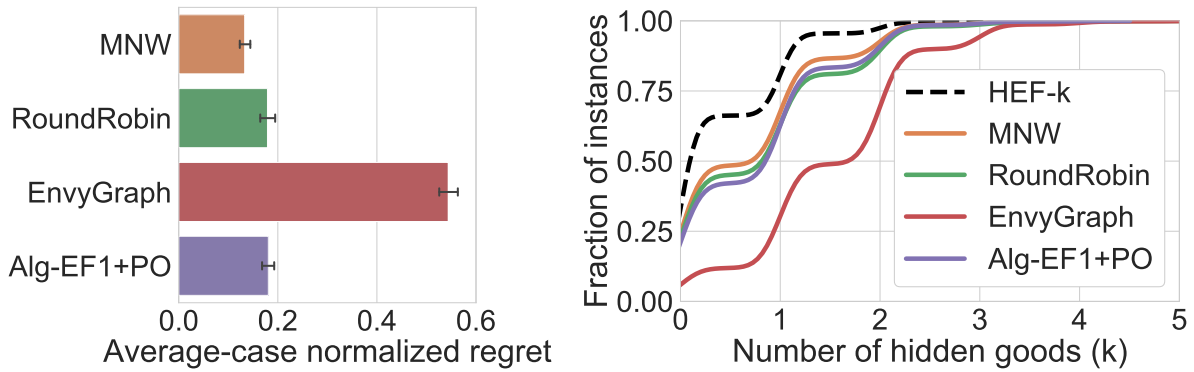 MNW
RoundRobin
EnvyGraph
Alg-EF1+PO
0.0 0.2 0.4 0.6
Average-case normalized regret
Fraction of instances
1.00
0.75
0.50
0.25
0.00
HEF-k
MNW
RoundRobin
EnvyGraph
Alg-EF1+PO
0 1 2 3 4 5
Number of hidden goods (k)